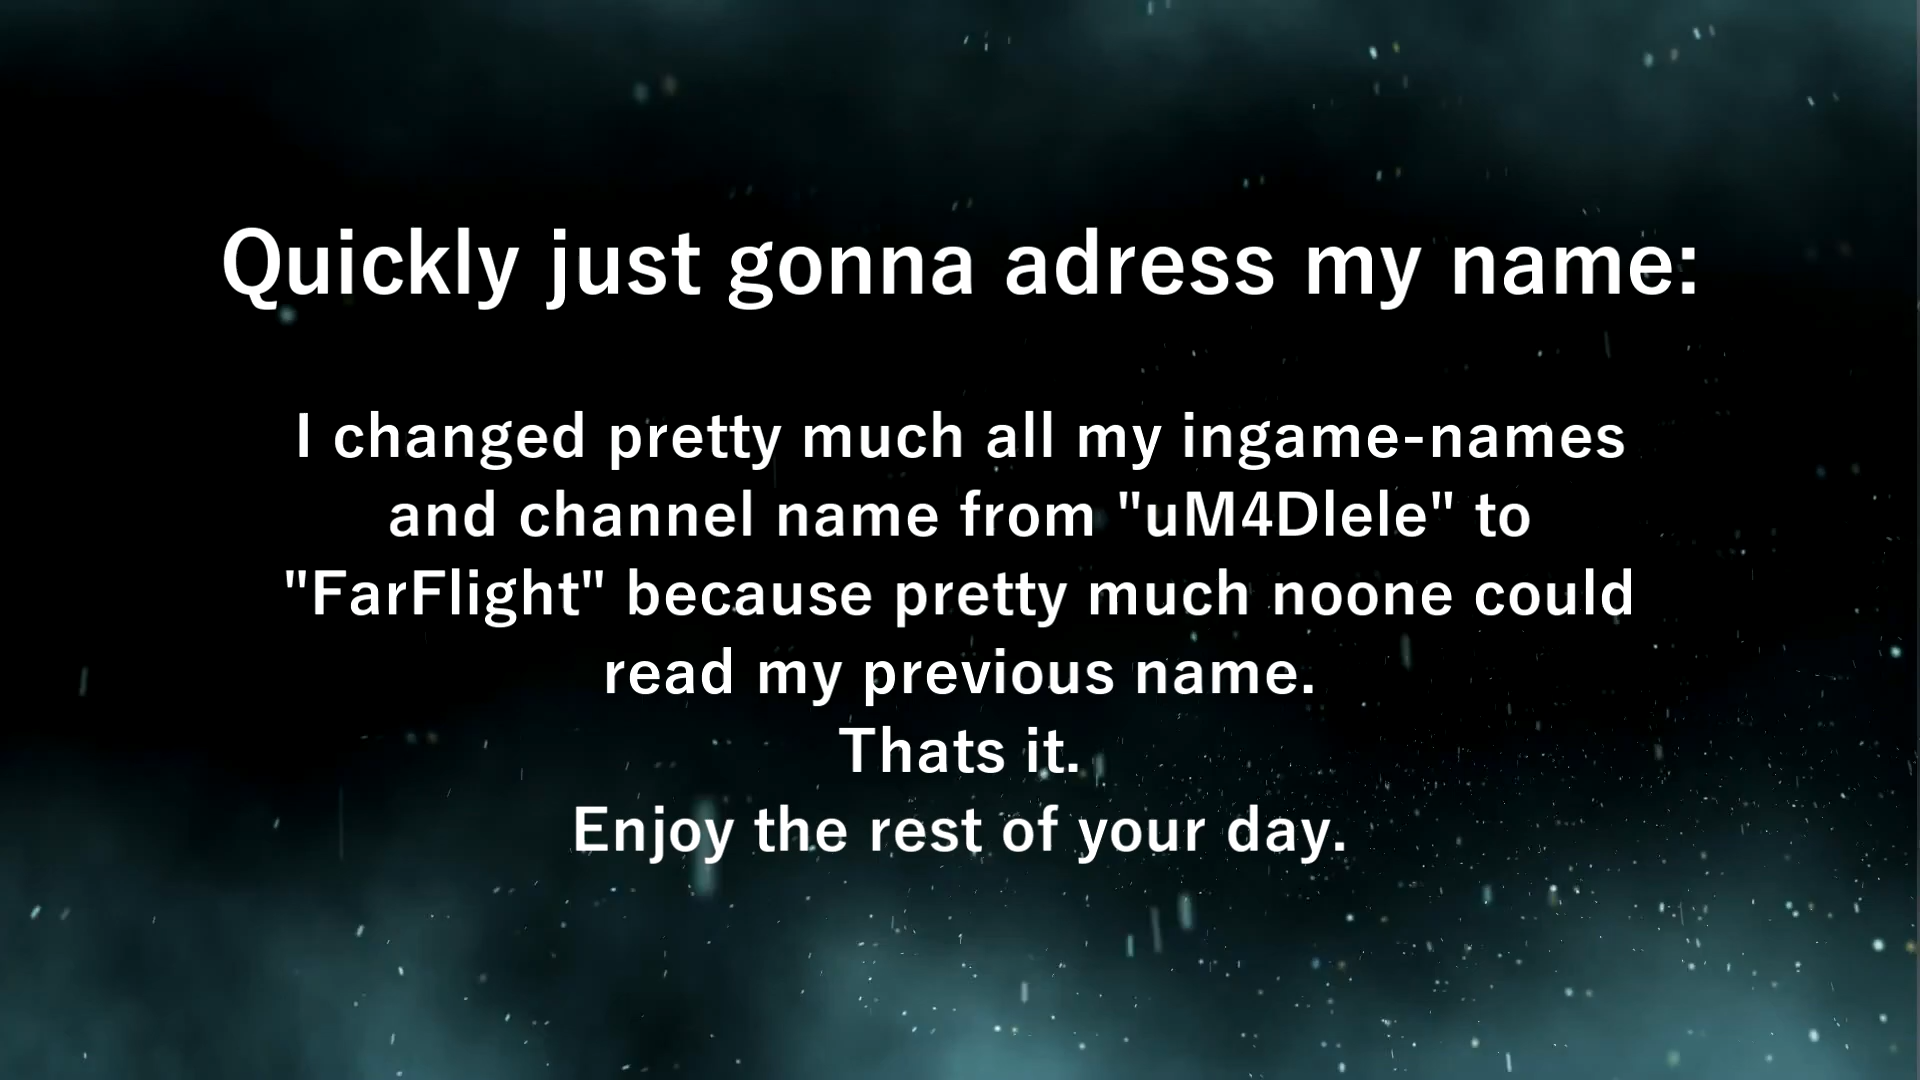 Quickly just gonna adress my name:
I changed pretty much all my ingame-names
and channel name from "uM4Dlele" to
"FarFlight" because pretty much noone could
read my previous name.
Thats it.
Enjoy the rest of your day.